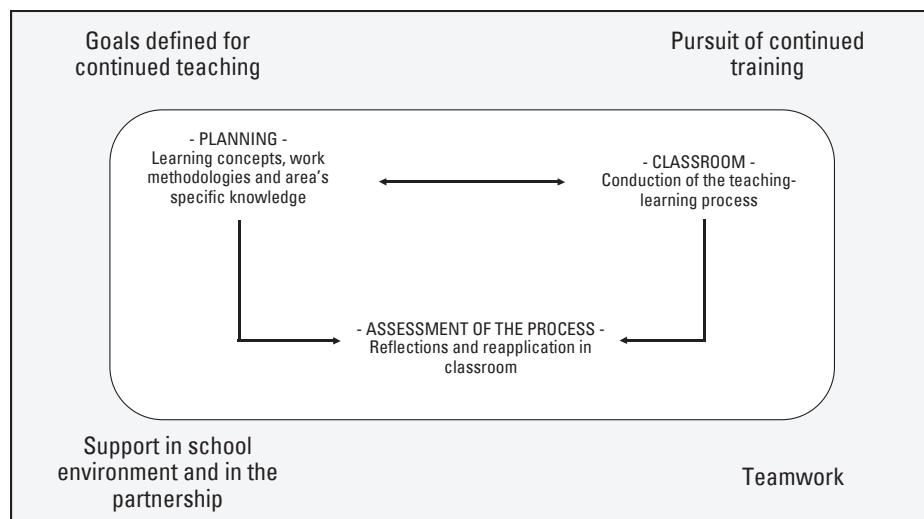 Goals defined for
continued teaching
Pursuit of continued
training
- PLANNING -
Learning concepts, work
methodologies and area's
specific knowledge
- CLASSROOM -
Conduction of the teaching-
learning process
- ASSESSMENT OF THE PROCESS -
Reflections and reapplication in
classroom
Support in school
environment and in the
partnership
Teamwork